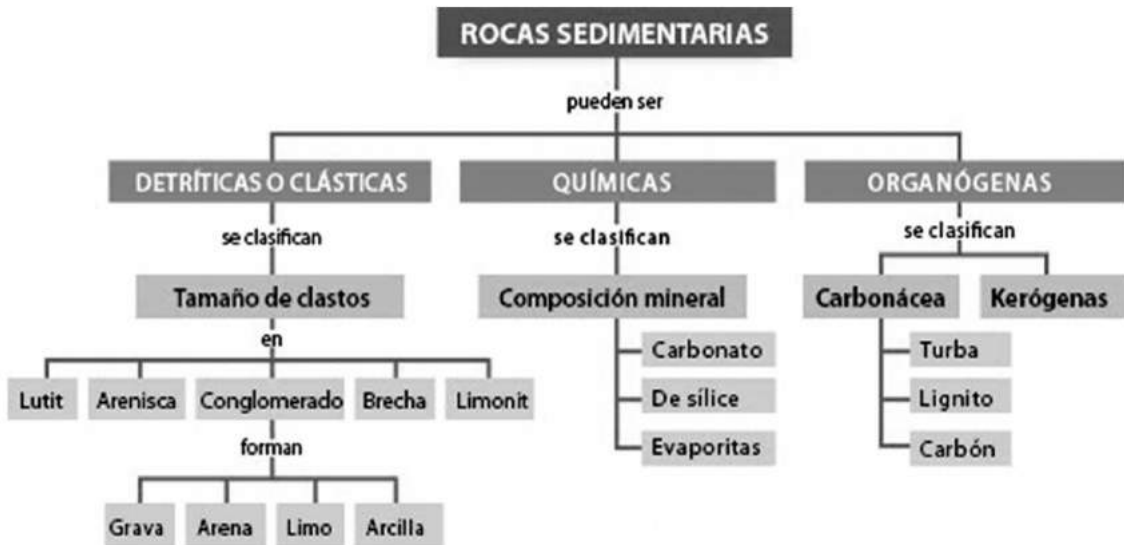 ROCAS SEDIMENTARIAS
pueden ser
DETRÍTICAS O CLÁSTICAS
QUÍMICAS
ORGANÓGENAS
se clasifican
se clasifican
se clasifican
Tamaño de clastos
Composición mineral
Carbonácea
Kerógenas
en
Lutit
Arenisca
Conglomerado
Brecha
Limonit
forman
Grava
Arena
Limo
Arcilla
Carbonato
De sílice
Evaporitas
Turba
Lignito
Carbón